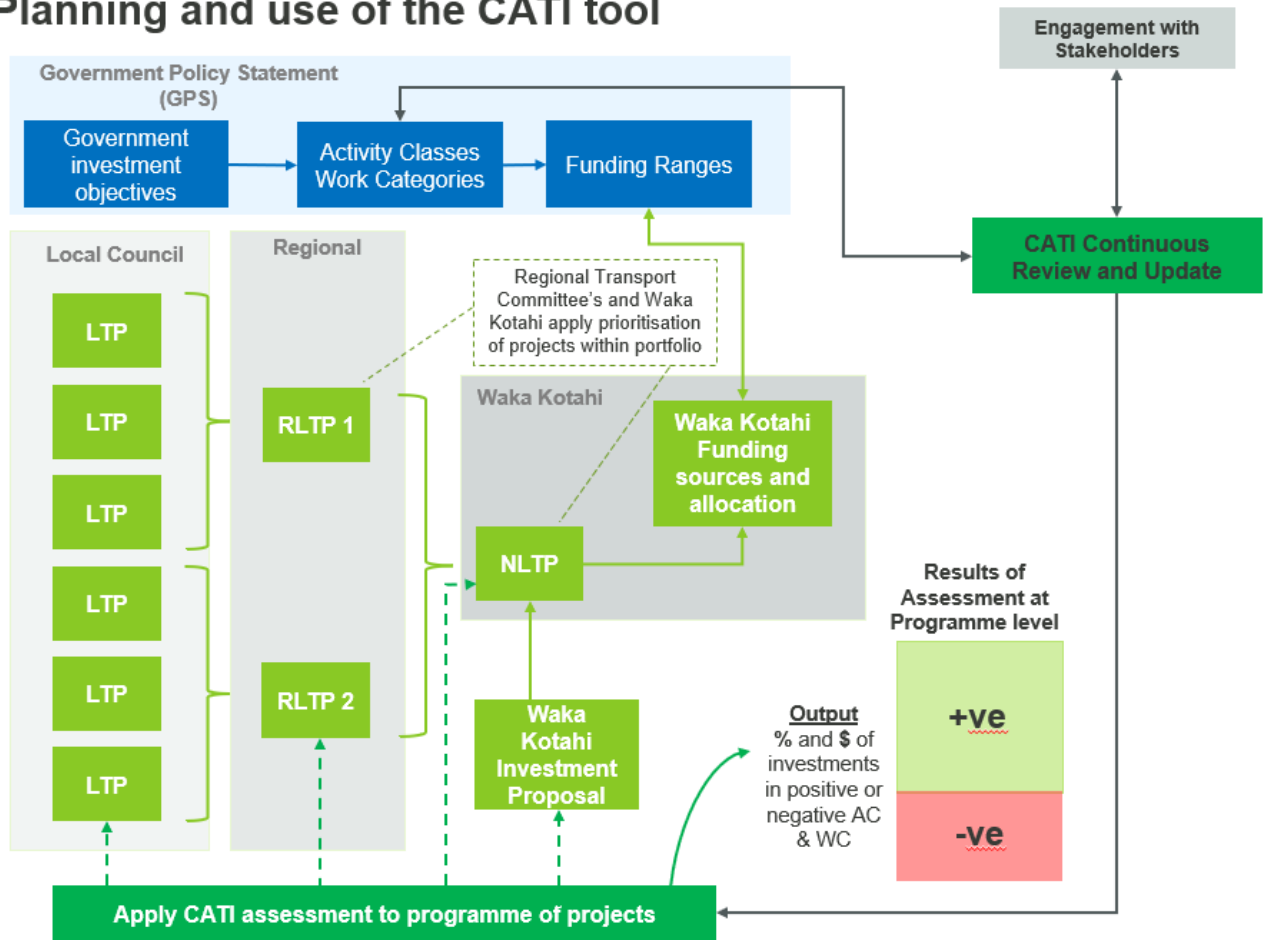 Planning and use of the CATI tool
Engagement with
Stakeholders
Government Policy Statement
(GPS)
Government
investment
objectives
Activity Classes
Work Categories
Funding Ranges
CATI Continuous
Review and Update
Local Council
Regional
Regional Transport
Committee's and Waka
Kotahi apply prioritisation
of projects within portfolio
LTP
LTP
LTP
LTP
LTP
LTP
RLTP 1
RLTP 2
Waka Kotahi
Waka Kotahi
Funding
sources and
allocation
NLTP
Waka
Kotahi
Investment
Proposal
Results of
Assessment at
Programme level
+ve
-ve
Output
% and $ of
investments
in positive or
negative AC
& WC
Apply CATI assessment to programme of projects